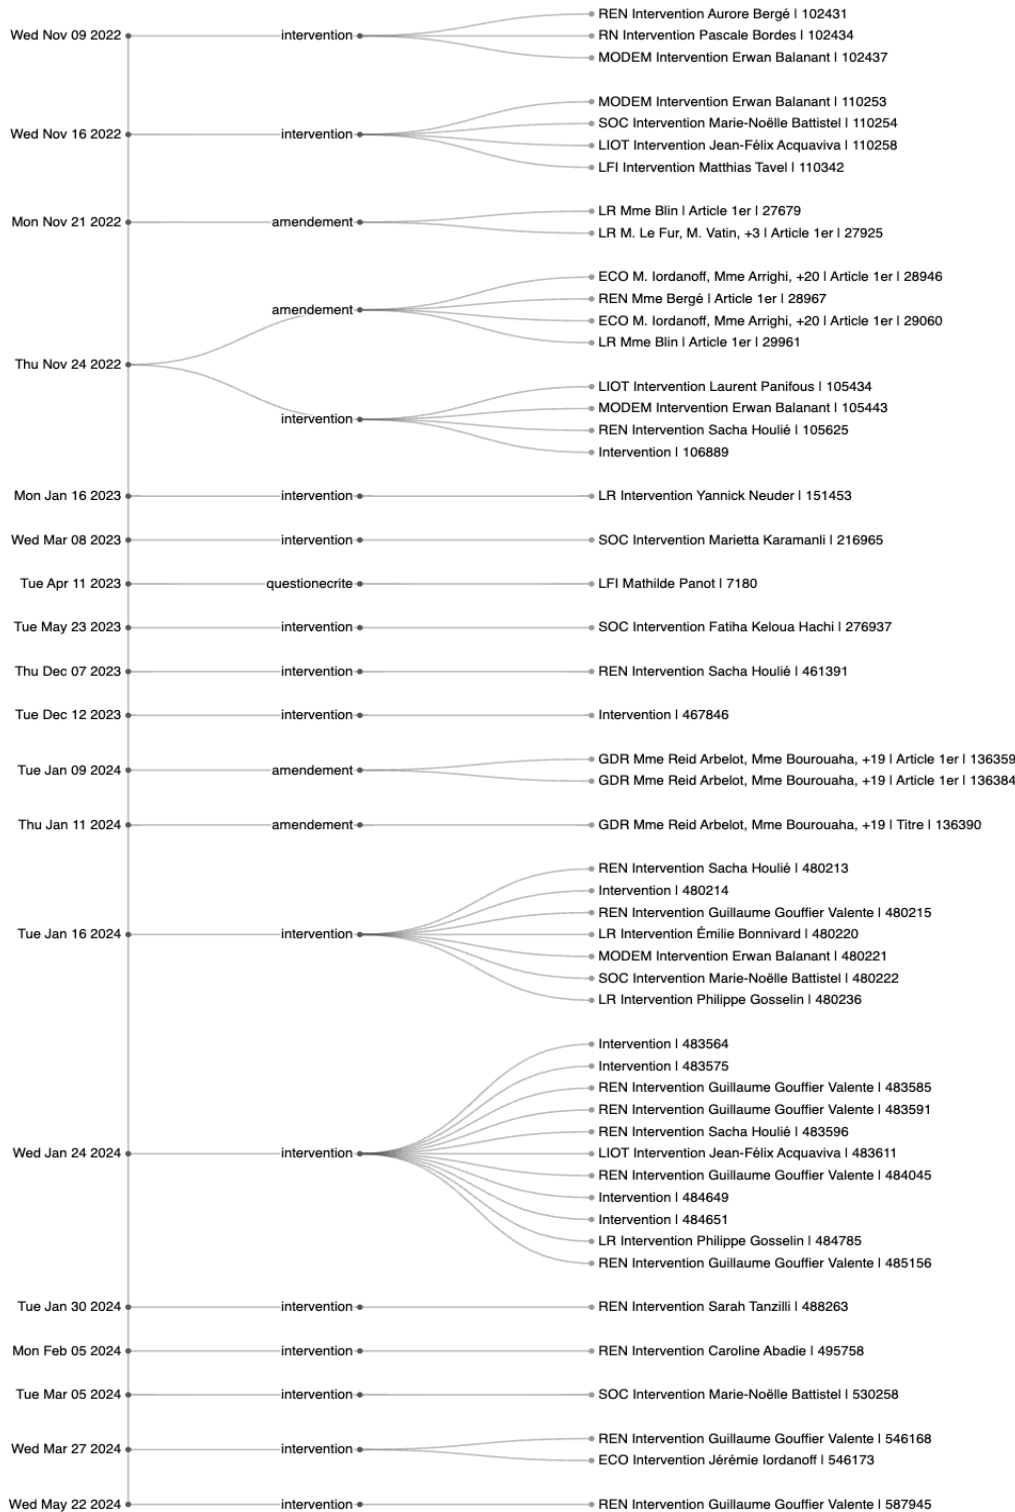 Wed Nov 09 2022
intervention
REN Intervention Aurore Bergé | 102431
RN Intervention Pascale Bordes | 102434
MODEM Intervention Erwan Balanant | 102437
Wed Nov 16 2022
intervention
MODEM Intervention Erwan Balanant | 110253
SOC Intervention Marie-Noëlle Battistel | 110254
LIOT Intervention Jean-Félix Acquaviva | 110258
LFI Intervention Matthias Tavel | 110342
Mon Nov 21 2022
amendement
LR Mme Blin | Article 1er | 27679
LR M. Le Fur, M. Vatin, +3 | Article 1er | 27925
Thu Nov 24 2022
amendement
ECO M. Iordanoff, Mme Arrighi, +20 | Article 1er | 28946
REN Mme Bergé | Article 1er | 28967
ECO M. Iordanoff, Mme Arrighi, +20 | Article 1er | 29060
LR Mme Blin | Article 1er | 29961
intervention
LIOT Intervention Laurent Panifous | 105434
MODEM Intervention Erwan Balanant | 105443
REN Intervention Sacha Houlié | 105625
Intervention | 106889
Mon Jan 16 2023
intervention
LR Intervention Yannick Neuder | 151453
Wed Mar 08 2023
intervention
SOC Intervention Marietta Karamanli | 216965
Tue Apr 11 2023
questionecrite
LFI Mathilde Panot | 7180
Tue May 23 2023
intervention
SOC Intervention Fatiha Keloua Hachi | 276937
Thu Dec 07 2023
intervention
REN Intervention Sacha Houlié | 461391
Tue Dec 12 2023
intervention
Intervention | 467846
Tue Jan 09 2024
amendement
GDR Mme Reid Arbelot, Mme Bourouaha, +19 | Article 1er | 136359
GDR Mme Reid Arbelot, Mme Bourouaha, +19 | Article 1er | 136384
Thu Jan 11 2024
amendement
GDR Mme Reid Arbelot, Mme Bourouaha, +19 | Titre | 136390
Tue Jan 16 2024
intervention
REN Intervention Sacha Houlié | 480213
Intervention | 480214
REN Intervention Guillaume Gouffier Valente | 480215
LR Intervention Émilie Bonnivard | 480220
MODEM Intervention Erwan Balanant | 480221
SOC Intervention Marie-Noëlle Battistel | 480222
LR Intervention Philippe Gosselin | 480236
Wed Jan 24 2024
intervention
Intervention | 483564
Intervention | 483575
REN Intervention Guillaume Gouffier Valente | 483585
REN Intervention Guillaume Gouffier Valente | 483591
REN Intervention Sacha Houlié | 483596
LIOT Intervention Jean-Félix Acquaviva | 483611
REN Intervention Guillaume Gouffier Valente | 484045
Intervention | 484649
Intervention | 484651
LR Intervention Philippe Gosselin | 484785
REN Intervention Guillaume Gouffier Valente | 485156
Tue Jan 30 2024
intervention
REN Intervention Sarah Tanzilli | 488263
Mon Feb 05 2024
intervention
REN Intervention Caroline Abadie | 495758
Tue Mar 05 2024
intervention
SOC Intervention Marie-Noëlle Battistel | 530258
Wed Mar 27 2024
intervention
REN Intervention Guillaume Gouffier Valente | 546168
ECO Intervention Jérémie Iordanoff | 546173
Wed May 22 2024
intervention
REN Intervention Guillaume Gouffier Valente | 587945